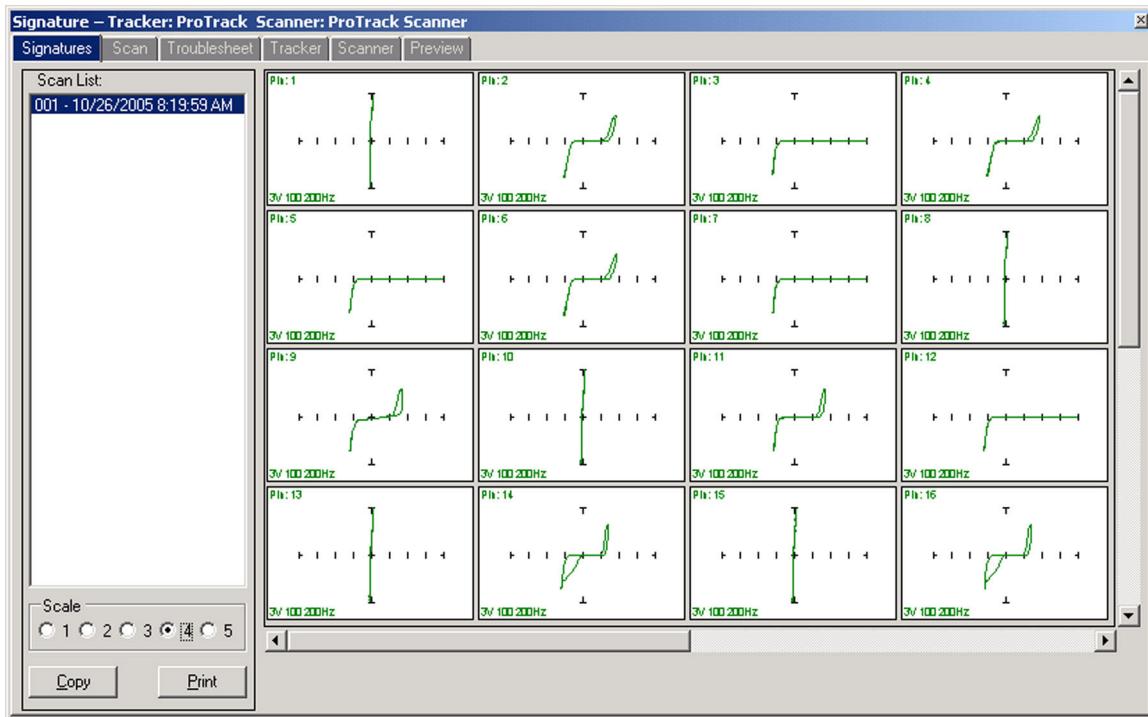 Signature – Tracker: ProTrack Scanner: ProTrack Scanner
Signatures Scan Troublesheet Tracker Scanner Preview
Scan List:
001 - 10/26/2005 8:19:59 AM
Pin: 1 Pin: 2 Pin: 3 Pin: 4
3V 100 200Hz 3V 100 200Hz 3V 100 200Hz 3V 100 200Hz
Pin: 5 Pin: 6 Pin: 7 Pin: 8
3V 100 200Hz 3V 100 200Hz 3V 100 200Hz 3V 100 200Hz
Pin: 9 Pin: 10 Pin: 11 Pin: 12
3V 100 200Hz 3V 100 200Hz 3V 100 200Hz 3V 100 200Hz
Pin: 13 Pin: 14 Pin: 15 Pin: 16
3V 100 200Hz 3V 100 200Hz 3V 100 200Hz 3V 100 200Hz
Scale
1 2 3 4 5
Copy Print